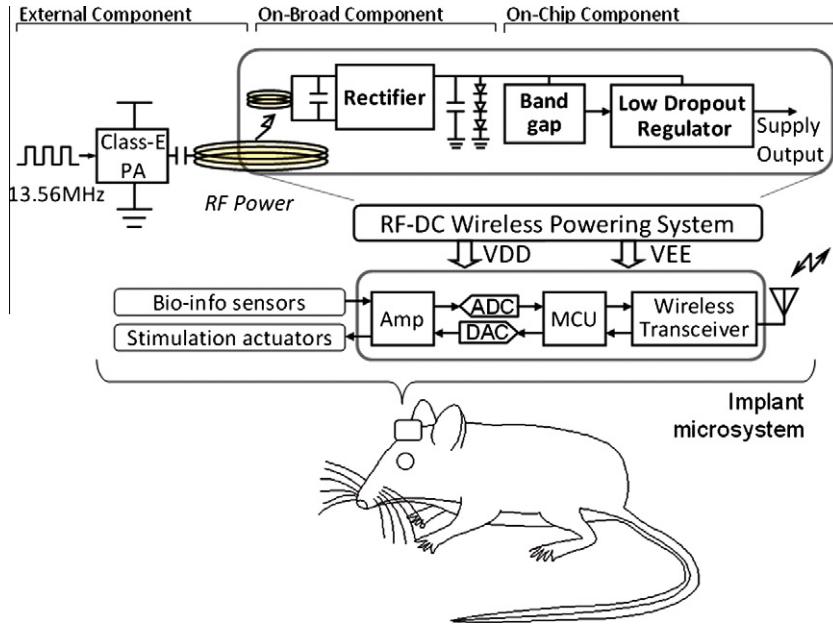 External Component
On-Broad Component
On-Chip Component
Rectifier
Band
gap
Low Dropout
Regulator
Supply
Output
Class-E
PA
13.56MHz
RF Power
RF-DC Wireless Powering System
VDD
VEE
Bio-info sensors
Stimulation actuators
Amp
ADC
DAC
MCU
Wireless
Transceiver
Implant
microsystem